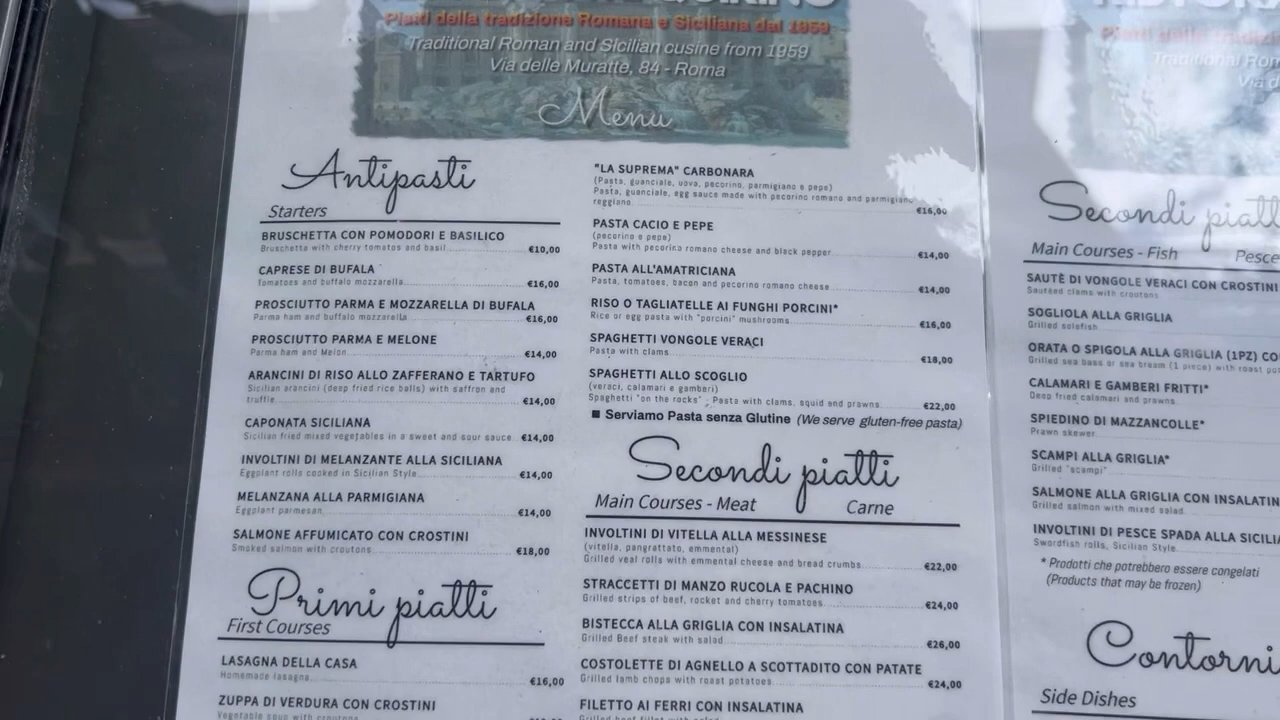 Piatti della tradizione Romana e Siciliana dal 1959
Traditional Roman and Sicilian cusine from 1959
Via delle Muratte, 84 - Roma
Menu
Antipasti
Starters
BRUSCHETTA CON POMODORI E BASILICO
Bruschetta with cherry tomatos and basil €10,00
CAPRESE DI BUFALA
Tomatoes and buffalo mozzarella €16,00
PROSCIUTTO PARMA E MOZZARELLA DI BUFALA
Parma ham and buffalo mozzarella €16,00
PROSCIUTTO PARMA E MELONE
Parma ham and Melon €14,00
ARANCINI DI RISO ALLO ZAFFERANO E TARTUFO
Sicilian arancini (deep fried rice balls) with saffron and
truffle €14,00
CAPONATA SICILIANA
Sicilian fried mixed vegetables in a sweet and sour sauce €14,00
INVOLTINI DI MELANZANTE ALLA SICILIANA
Eggplant rolls cooked in Sicilian Style €14,00
MELANZANA ALLA PARMIGIANA
Eggplant parmesan €14,00
SALMONE AFFUMICATO CON CROSTINI
Smoked salmon with croutons €18,00
Primi piatti
First Courses
LASAGNA DELLA CASA
Homemade lasagna €16,00
ZUPPA DI VERDURA CON CROSTINI
Vegetable soup with croutons
"LA SUPREMA" CARBONARA
(Pasta, guanciale, uova, pecorino, parmigiano e pepe)
Pasta, guanciale, egg sauce made with pecorino romano and parmigiano
reggiano €16,00
PASTA CACIO E PEPE
(pecorino e pepe)
Pasta with pecorino romano cheese and black pepper €14,00
PASTA ALL'AMATRICIANA
Pasta, tomatoes, bacon and pecorino romano cheese €14,00
RISO O TAGLIATELLE AI FUNGHI PORCINI*
Rice or egg pasta with "porcini" mushrooms €16,00
SPAGHETTI VONGOLE VERACI
Pasta with clams €18,00
SPAGHETTI ALLO SCOGLIO
(veraci, calamari e gamberi)
Spaghetti "on the rocks" - Pasta with clams, squid and prawns €22,00
■ Serviamo Pasta senza Glutine (We serve gluten-free pasta)
Secondi piatti
Main Courses - Meat Carne
INVOLTINI DI VITELLA ALLA MESSINESE
(vitella, pangrattato, emmental)
Grilled veal rolls with emmental cheese and bread crumbs €22,00
STRACCETTI DI MANZO RUCOLA E PACHINO
Grilled strips of beef, rocket and cherry tomatoes €24,00
BISTECCA ALLA GRIGLIA CON INSALATINA
Grilled Beef steak with salad €26,00
COSTOLETTE DI AGNELLO A SCOTTADITO CON PATATE
Grilled lamb chops with roast potatoes €24,00
FILETTO AI FERRI CON INSALATINA
Grilled beef fillet with salad
Secondi piatti
Main Courses - Fish Pesce
SAUTÈ DI VONGOLE VERACI CON CROSTINI
Sautéed clams with croutons
SOGLIOLA ALLA GRIGLIA
Grilled solefish
ORATA O SPIGOLA ALLA GRIGLIA (1PZ)
Grilled sea bass or sea bream (1 piece) with roast
CALAMARI E GAMBERI FRITTI*
Deep fried calamari and prawns
SPIEDINO DI MAZZANCOLLE*
Prawn skewer
SCAMPI ALLA GRIGLIA*
Grilled "scampi"
SALMONE ALLA GRIGLIA CON
Grilled salmon with mixed salad
INVOLTINI DI PESCE SPADA ALLA
Swordfish rolls, Sicilian Style
* Prodotti che potrebbero essere congelati
(Products that may be frozen)
Contorni
Side Dishes